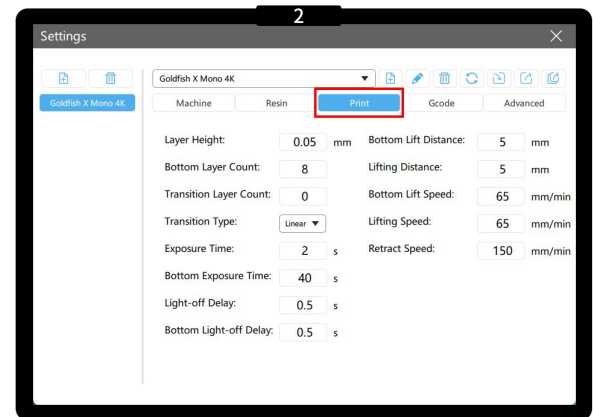 2
Settings
Goldfish X Mono 4K
Goldfish X Mono 4K
Machine Resin Print Gcode Advanced
Layer Height: 0.05 mm Bottom Lift Distance: 5 mm
Bottom Layer Count: 8 Lifting Distance: 5 mm
Transition Layer Count: 0 Bottom Lift Speed: 65 mm/min
Transition Type: Linear Lifting Speed: 65 mm/min
Exposure Time: 2 s Retract Speed: 150 mm/min
Bottom Exposure Time: 40 s
Light-off Delay: 0.5 s
Bottom Light-off Delay: 0.5 s